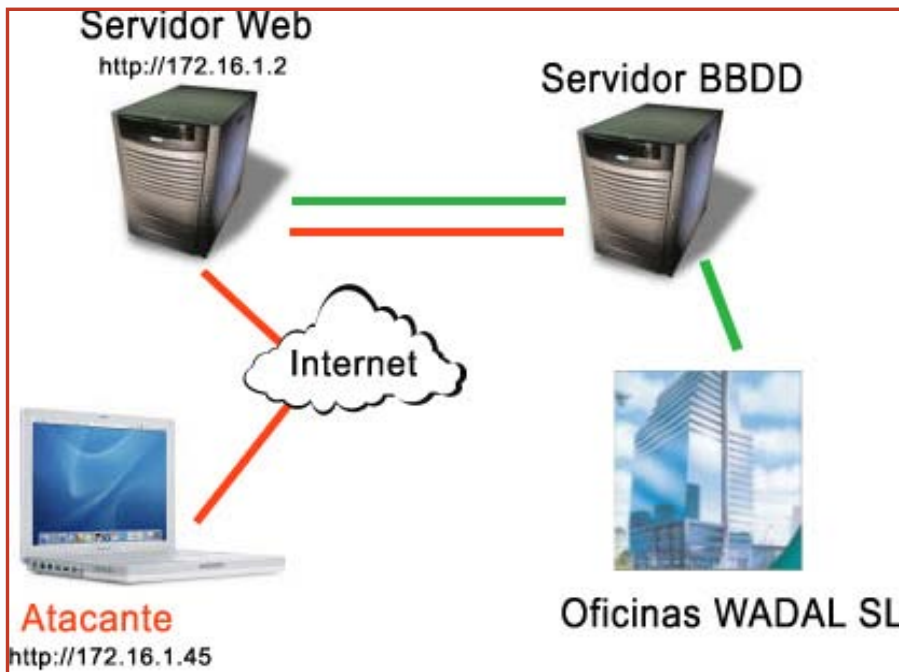 Servidor Web
http://172.16.1.2
Servidor BBDD
Internet
Atacante
http://172.16.1.45
Oficinas WADAL SL